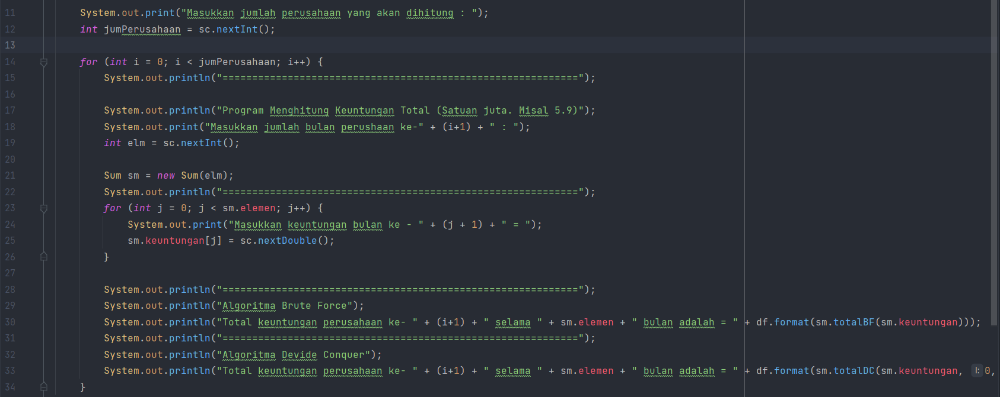 11 System.out.print("Masukkan jumlah perusahaan yang akan dihitung : ");
12 int jumPerusahaan = sc.nextInt();
13
14 for (int i = 0; i < jumPerusahaan; i++) {
15 System.out.println("============================================================");
16
17 System.out.println("Program Menghitung Keuntungan Total (Satuan juta. Misal 5.9)");
18 System.out.print("Masukkan jumlah bulan perushaan ke-" + (i+1) + " : ");
19 int elm = sc.nextInt();
20
21 Sum sm = new Sum(elm);
22 System.out.println("============================================================");
23 for (int j = 0; j < sm.elemen; j++) {
24 System.out.print("Masukkan keuntungan bulan ke - " + (j + 1) + " = ");
25 sm.keuntungan[j] = sc.nextDouble();
26 }
27
28 System.out.println("============================================================");
29 System.out.println("Algoritma Brute Force");
30 System.out.println("Total keuntungan perusahaan ke- " + (i+1) + " selama " + sm.elemen + " bulan adalah = " + df.format(sm.totalBF(sm.keuntungan)));
31 System.out.println("============================================================");
32 System.out.println("Algoritma Devide Conquer");
33 System.out.println("Total keuntungan perusahaan ke- " + (i+1) + " selama " + sm.elemen + " bulan adalah = " + df.format(sm.totalDC(sm.keuntungan, l: 0,
34 }